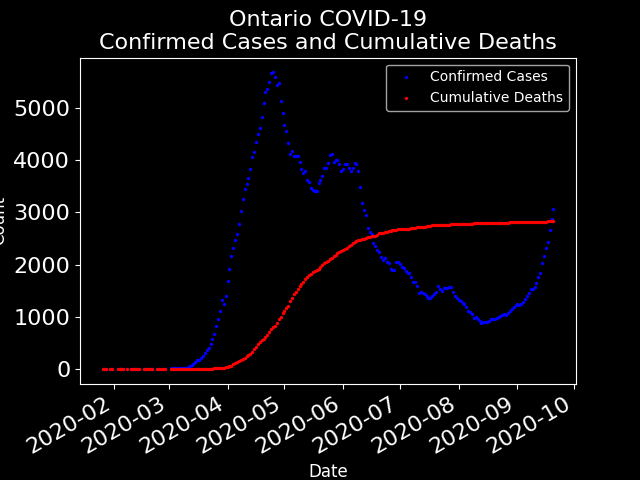 Ontario COVID-19
Confirmed Cases and Cumulative Deaths
Confirmed Cases
Cumulative Deaths
5000
4000
3000
2000
1000
0
Count
2020-02
2020-03
2020-04
2020-05
2020-06
2020-07
2020-08
2020-09
2020-10
Date